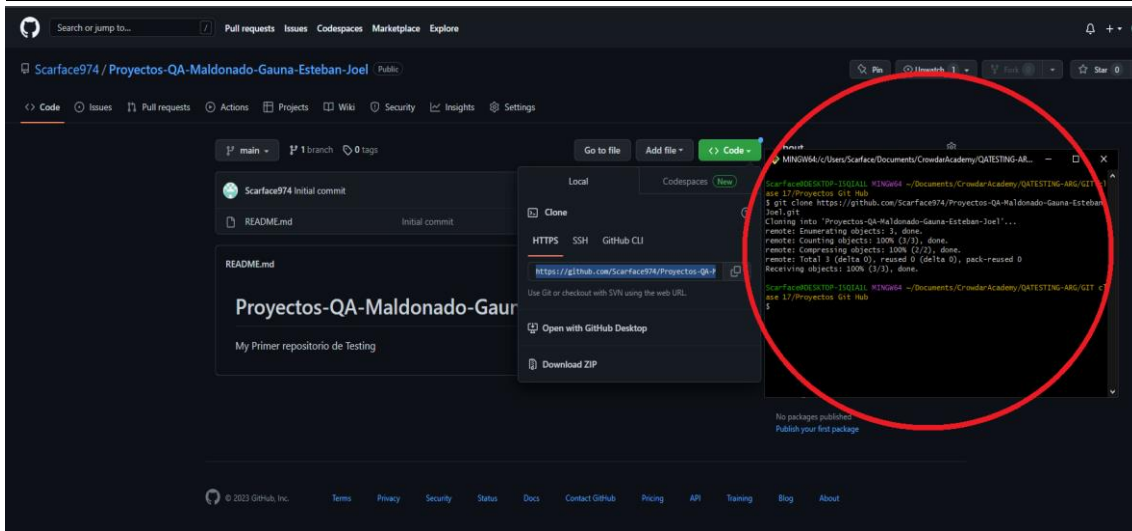 Search or jump to...
/
Pull requests Issues Codespaces Marketplace Explore
Scarface974 / Proyectos-QA-Maldonado-Gauna-Esteban-Joel Public
Pin
Unwatch 1
Fork 0
Star 0
<> Code Issues Pull requests Actions Projects Wiki Security Insights Settings
main
1 branch 0 tags
Go to file
Add file
<> Code
Scarface974 Initial commit
README.md Initial commit
README.md
Proyectos-QA-Maldonado-Gaur
My Primer repositorio de Testing
Local
Codespaces New
Clone
HTTPS SSH GitHub CLI
https://github.com/Scarface974/Proyectos-QA-M
Use Git or checkout with SVN using the web URL.
Open with GitHub Desktop
Download ZIP
MINGW64:/c/Users/Scarface/Documents/CrowdarAcademy/QATESTING-AR...
Scarface@DESKTOP-ISQIA1L MINGW64 ~/Documents/CrowdarAcademy/QATESTING-ARG/GIT cl
ase 17/Proyectos Git Hub
$ git clone https://github.com/Scarface974/Proyectos-QA-Maldonado-Gauna-Esteban-
Joel.git
Cloning into 'Proyectos-QA-Maldonado-Gauna-Esteban-Joel'...
remote: Enumerating objects: 3, done.
remote: Counting objects: 100% (3/3), done.
remote: Compressing objects: 100% (2/2), done.
remote: Total 3 (delta 0), reused 0 (delta 0), pack-reused 0
Receiving objects: 100% (3/3), done.
Scarface@DESKTOP-ISQIA1L MINGW64 ~/Documents/CrowdarAcademy/QATESTING-ARG/GIT cl
ase 17/Proyectos Git Hub
$
No packages published
Publish your first package
© 2023 GitHub, Inc. Terms Privacy Security Status Docs Contact GitHub Pricing API Training Blog About